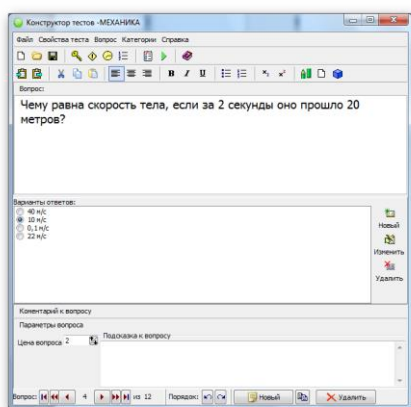 Конструктор тестов -МЕХАНИКА
Файл Свойства теста Вопрос Категории Справка
B I U x₂ x²
Вопрос:
Чему равна скорость тела, если за 2 секунды оно прошло 20
метров?
Варианты ответов:
40 м/с
10 м/с
0,1 м/с
22 м/с
Новый
Изменить
Удалить
Коментарий к вопросу
Параметры вопроса
Цена вопроса 2
Подсказка к вопросу
Вопрос: 4 из 12 Порядок: Новый Удалить